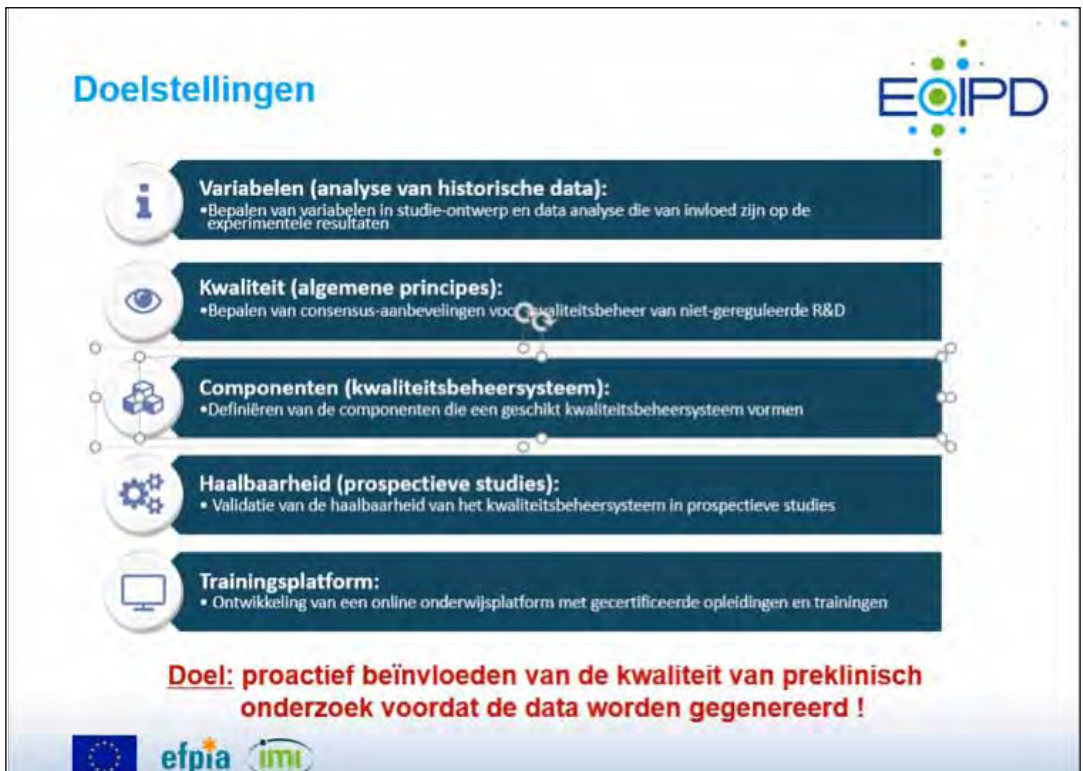 Doelstellingen
EQIPD
Variabelen (analyse van historische data):
•Bepalen van variabelen in studie-ontwerp en data analyse die van invloed zijn op de
experimentele resultaten
Kwaliteit (algemene principes):
•Bepalen van consensus-aanbevelingen voor kwaliteitsbeheer van niet-gereguleerde R&D
Componenten (kwaliteitsbeheersysteem):
•Definiëren van de componenten die een geschikt kwaliteitsbeheersysteem vormen
Haalbaarheid (prospectieve studies):
• Validatie van de haalbaarheid van het kwaliteitsbeheersysteem in prospectieve studies
Trainingsplatform:
• Ontwikkeling van een online onderwijsplatform met gecertificeerde opleidingen en trainingen
Doel: proactief beïnvloeden van de kwaliteit van preklinisch
onderzoek voordat de data worden gegenereerd !
efpia imi